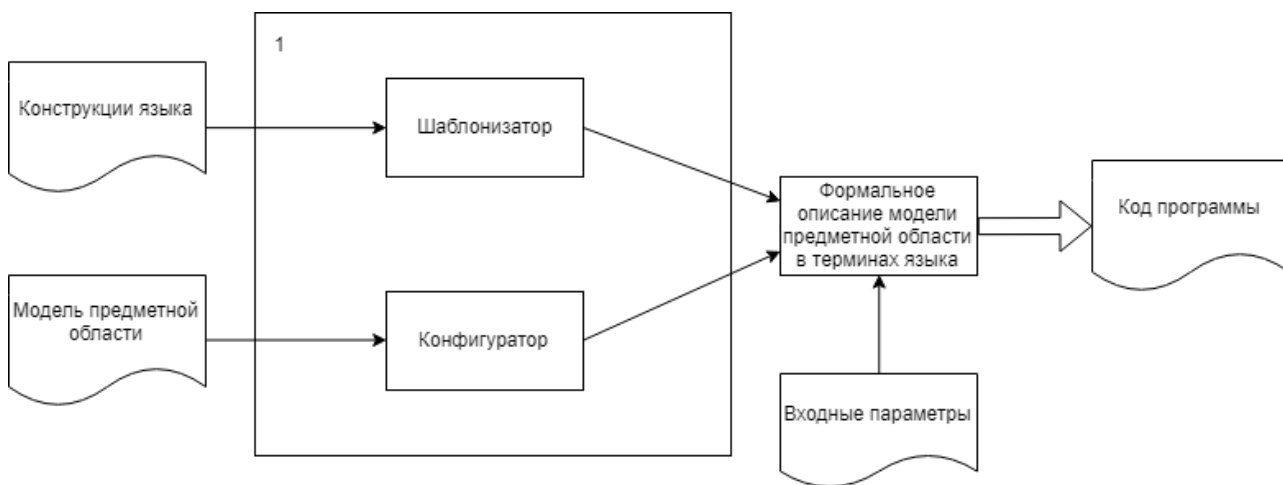 1
Конструкции языка
Шаблонизатор
Формальное
описание модели
предметной области
в терминах языка
Код программы
Модель предметной
области
Конфигуратор
Входные параметры